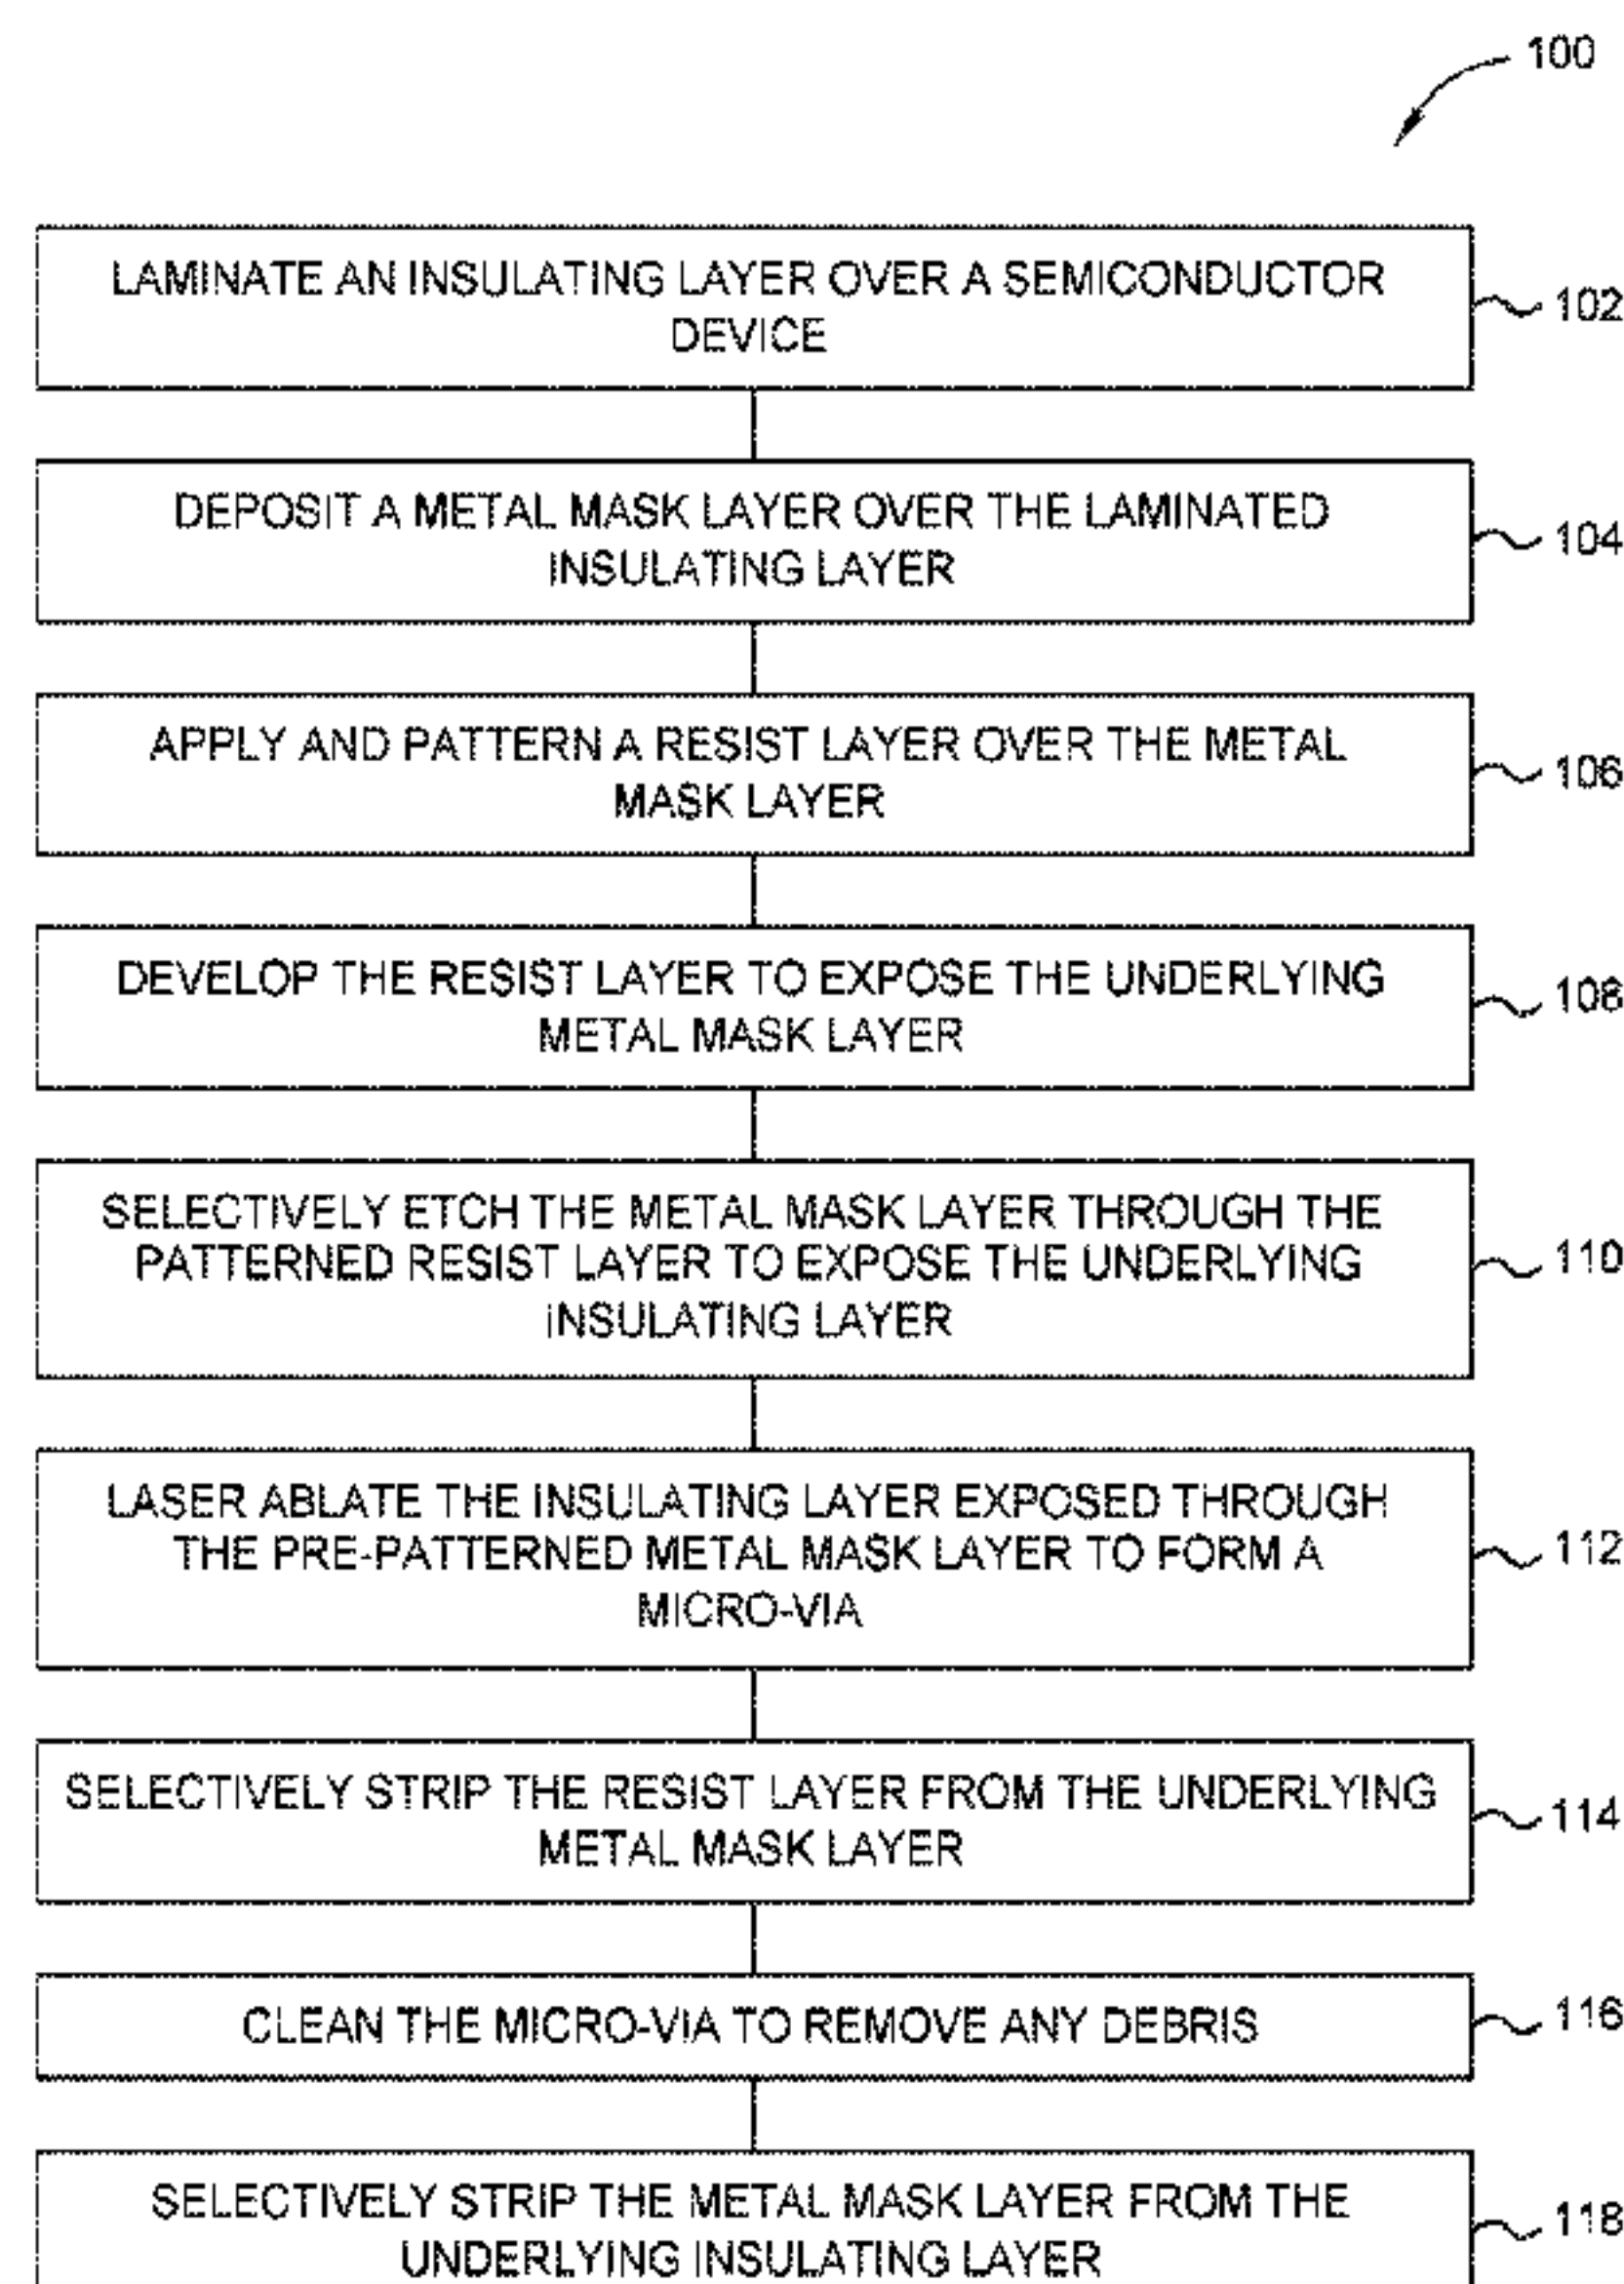 100
LAMINATE AN INSULATING LAYER OVER A SEMICONDUCTOR
DEVICE
102
DEPOSIT A METAL MASK LAYER OVER THE LAMINATED
INSULATING LAYER
104
APPLY AND PATTERN A RESIST LAYER OVER THE METAL
MASK LAYER
106
DEVELOP THE RESIST LAYER TO EXPOSE THE UNDERLYING
METAL MASK LAYER
108
SELECTIVELY ETCH THE METAL MASK LAYER THROUGH THE
PATTERNED RESIST LAYER TO EXPOSE THE UNDERLYING
INSULATING LAYER
110
LASER ABLATE THE INSULATING LAYER EXPOSED THROUGH
THE PRE-PATTERNED METAL MASK LAYER TO FORM A
MICRO-VIA
112
SELECTIVELY STRIP THE RESIST LAYER FROM THE UNDERLYING
METAL MASK LAYER
114
CLEAN THE MICRO-VIA TO REMOVE ANY DEBRIS
116
SELECTIVELY STRIP THE METAL MASK LAYER FROM THE
UNDERLYING INSULATING LAYER
118